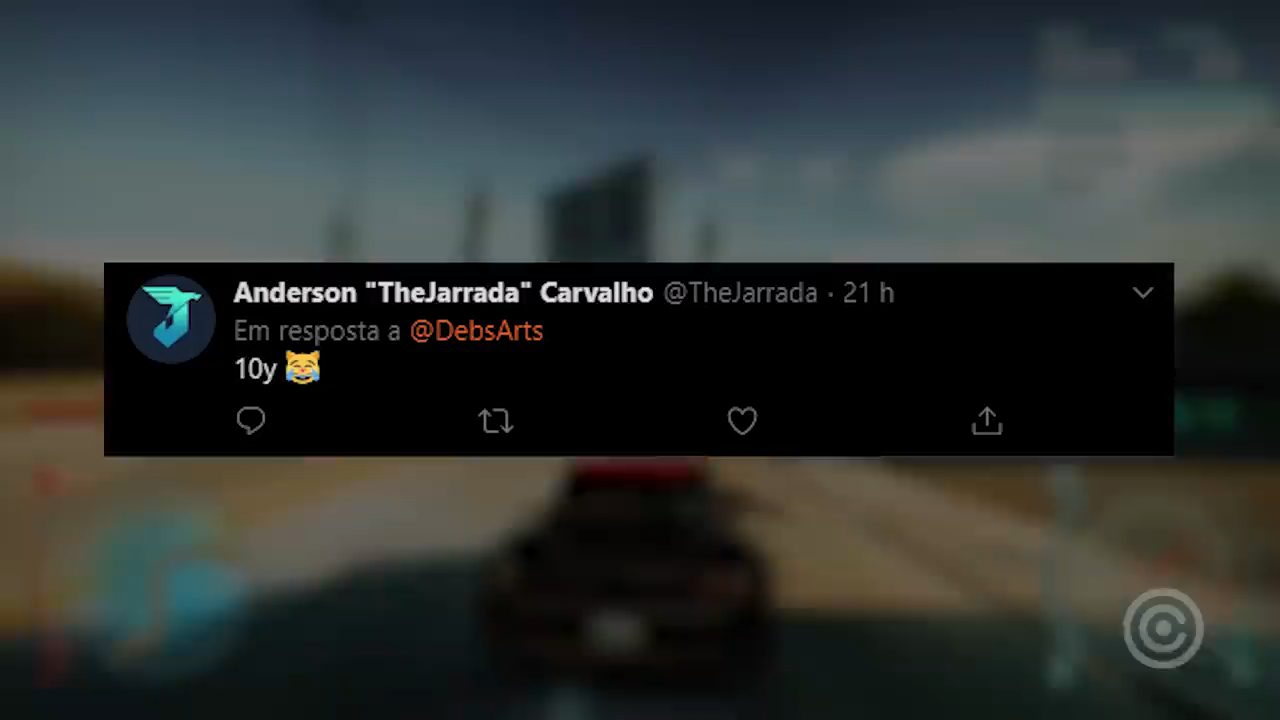 Anderson "TheJarrada" Carvalho @TheJarrada · 21 h
Em resposta a @DebsArts
10y 😹